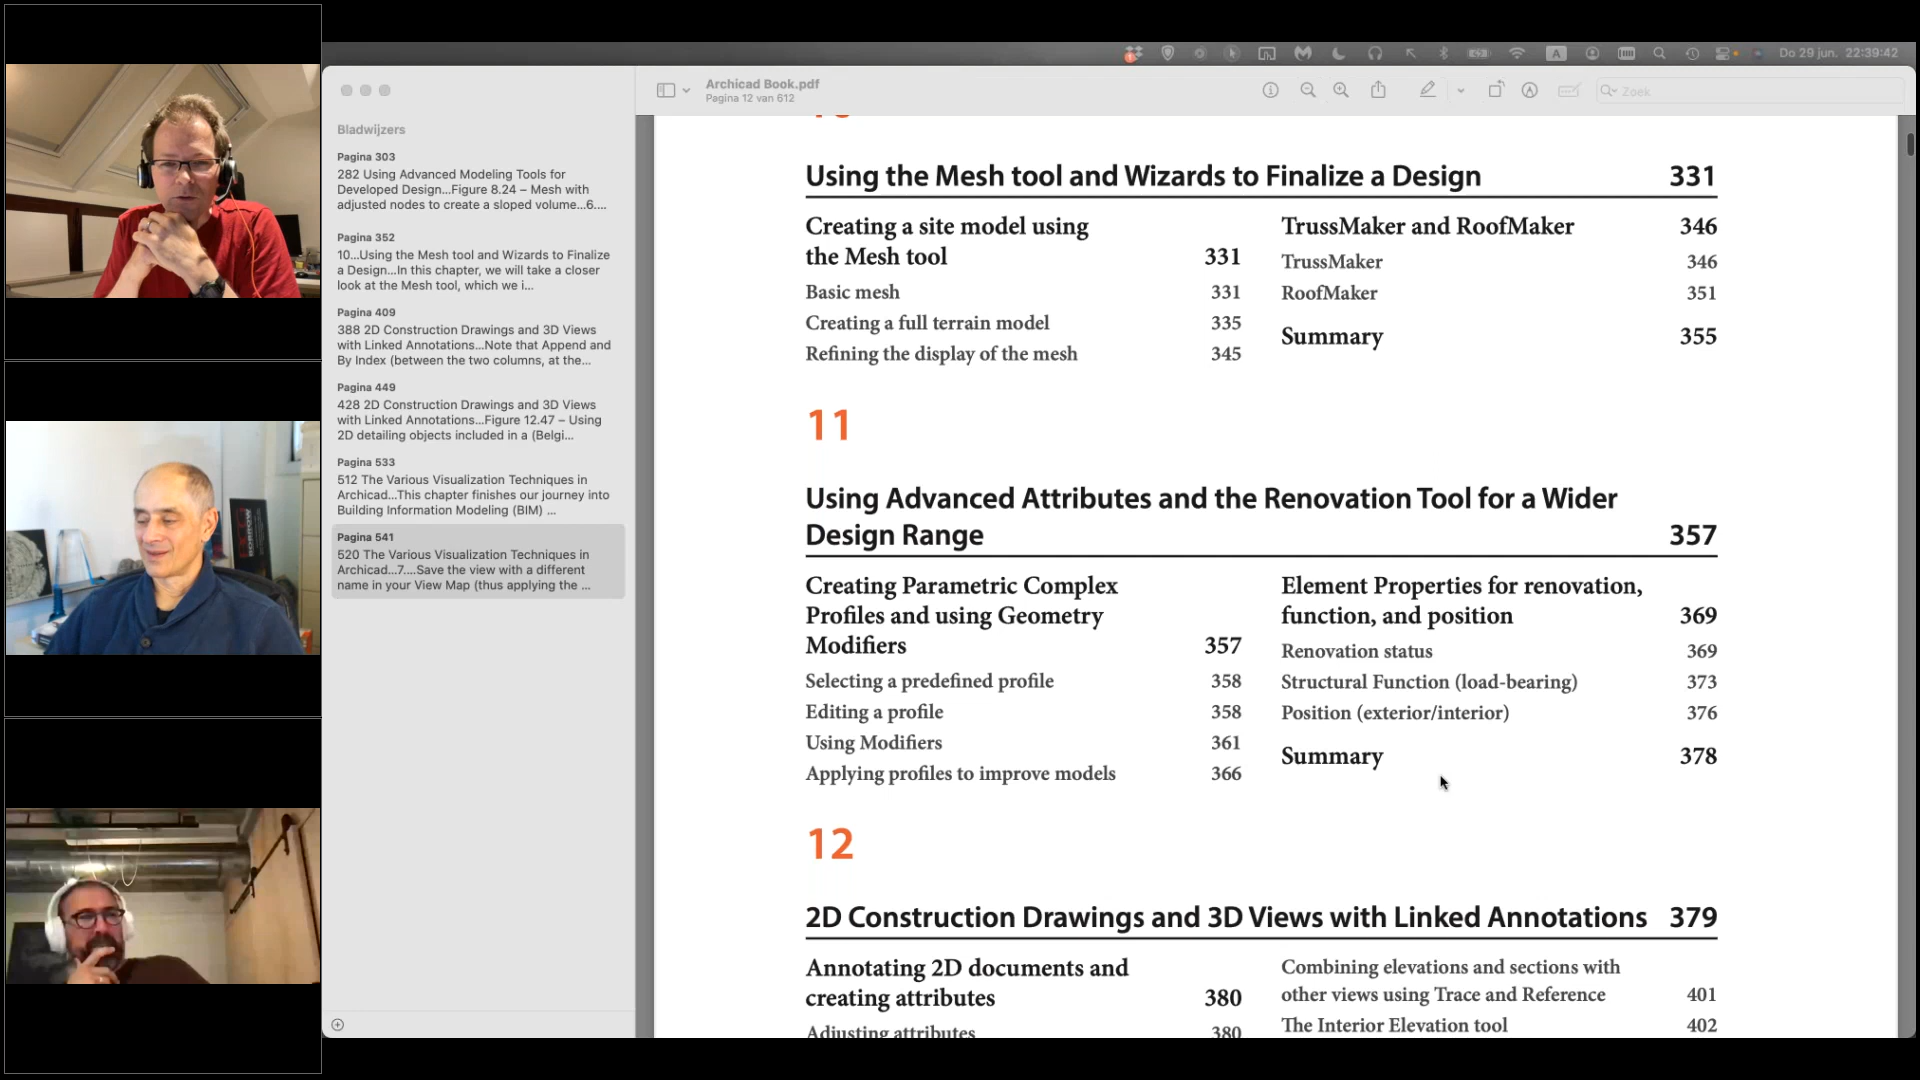 Do 29 jun. 22:39:42
Archicad Book.pdf
Pagina 12 van 612
Zoek
Bladwijzers
Pagina 303
282 Using Advanced Modeling Tools for
Developed Design...Figure 8.24 – Mesh with
adjusted nodes to create a sloped volume...6....
Pagina 352
10...Using the Mesh tool and Wizards to Finalize
a Design...In this chapter, we will take a closer
look at the Mesh tool, which we i...
Pagina 409
388 2D Construction Drawings and 3D Views
with Linked Annotations...Note that Append and
By Index (between the two columns, at the...
Pagina 449
428 2D Construction Drawings and 3D Views
with Linked Annotations...Figure 12.47 – Using
2D detailing objects included in a (Belgi...
Pagina 533
512 The Various Visualization Techniques in
Archicad...This chapter finishes our journey into
Building Information Modeling (BIM) ...
Pagina 541
520 The Various Visualization Techniques in
Archicad...7....Save the view with a different
name in your View Map (thus applying the ...
Using the Mesh tool and Wizards to Finalize a Design 331
Creating a site model using
the Mesh tool 331
Basic mesh 331
Creating a full terrain model 335
Refining the display of the mesh 345
TrussMaker and RoofMaker 346
TrussMaker 346
RoofMaker 351
Summary 355
11
Using Advanced Attributes and the Renovation Tool for a Wider
Design Range 357
Creating Parametric Complex
Profiles and using Geometry
Modifiers 357
Selecting a predefined profile 358
Editing a profile 358
Using Modifiers 361
Applying profiles to improve models 366
Element Properties for renovation,
function, and position 369
Renovation status 369
Structural Function (load-bearing) 373
Position (exterior/interior) 376
Summary 378
12
2D Construction Drawings and 3D Views with Linked Annotations 379
Annotating 2D documents and
creating attributes 380
Adjusting attributes 380
Combining elevations and sections with
other views using Trace and Reference 401
The Interior Elevation tool 402